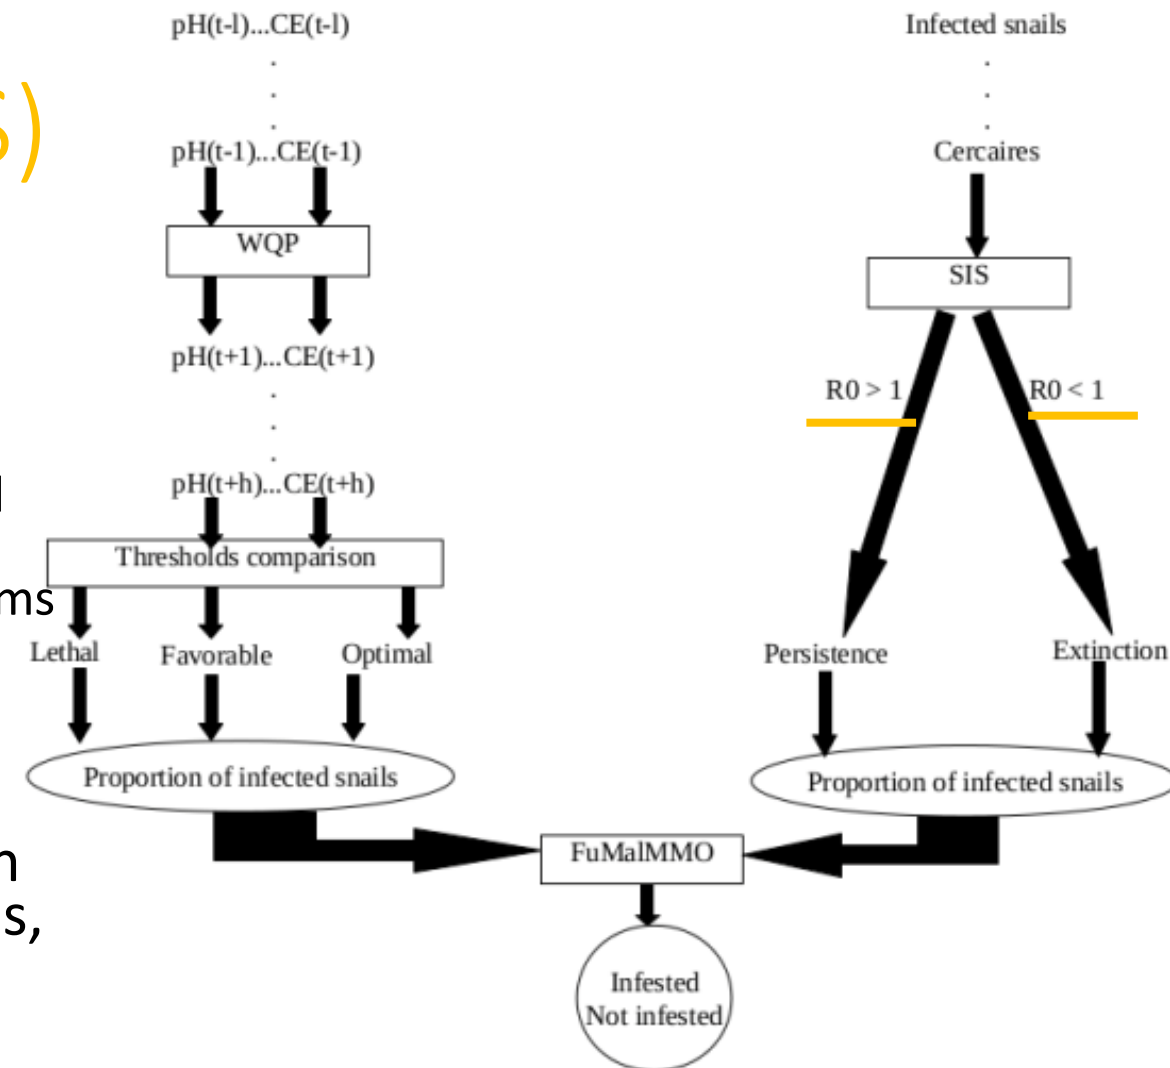 S)
ms
n
s,
pH(t-l)...CE(t-l)
.
.
.
pH(t-1)...CE(t-1)
WQP
pH(t+1)...CE(t+1)
.
.
.
pH(t+h)...CE(t+h)
Thresholds comparison
Lethal Favorable Optimal
Proportion of infected snails
Infected snails
.
.
.
Cercaires
SIS
R0 > 1 R0 < 1
Persistence Extinction
Proportion of infected snails
FuMalMMO
Infested
Not infested